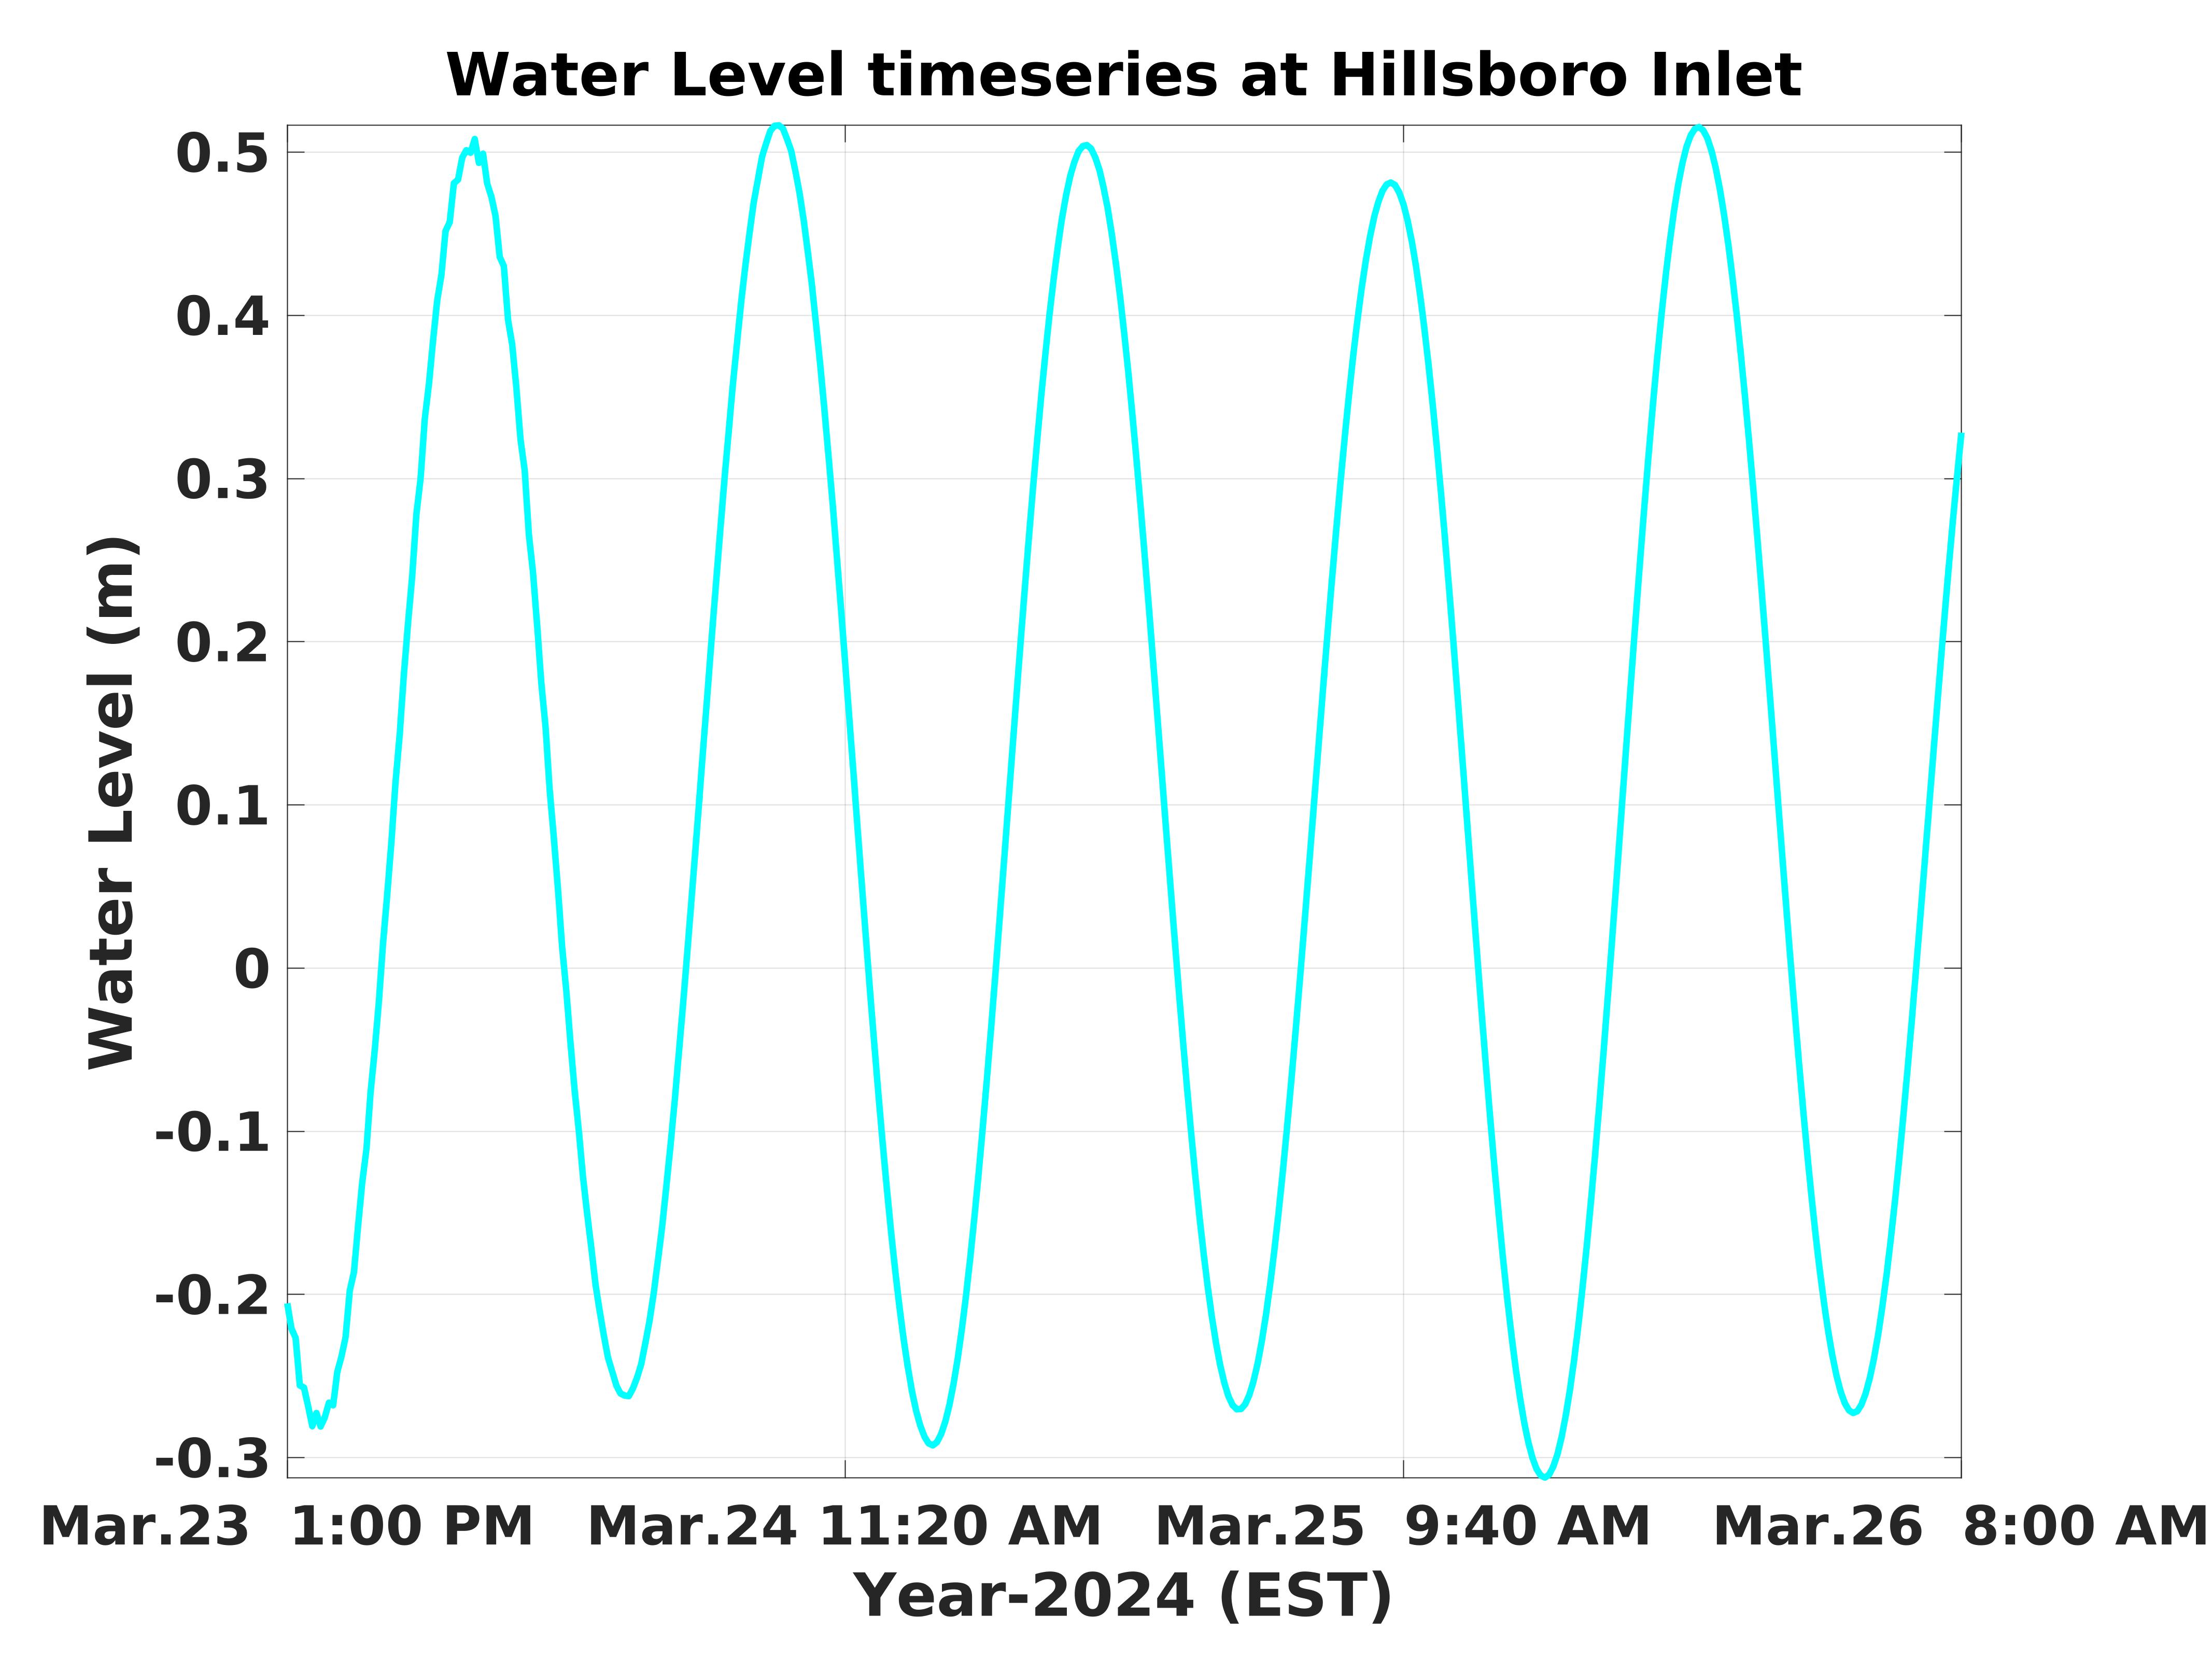 Water Level timeseries at Hillsboro Inlet
Water Level (m)
0.5
0.4
0.3
0.2
0.1
0
-0.1
-0.2
-0.3
Mar.23 1:00 PM Mar.24 11:20 AM Mar.25 9:40 AM Mar.26 8:00 AM
Year-2024 (EST)